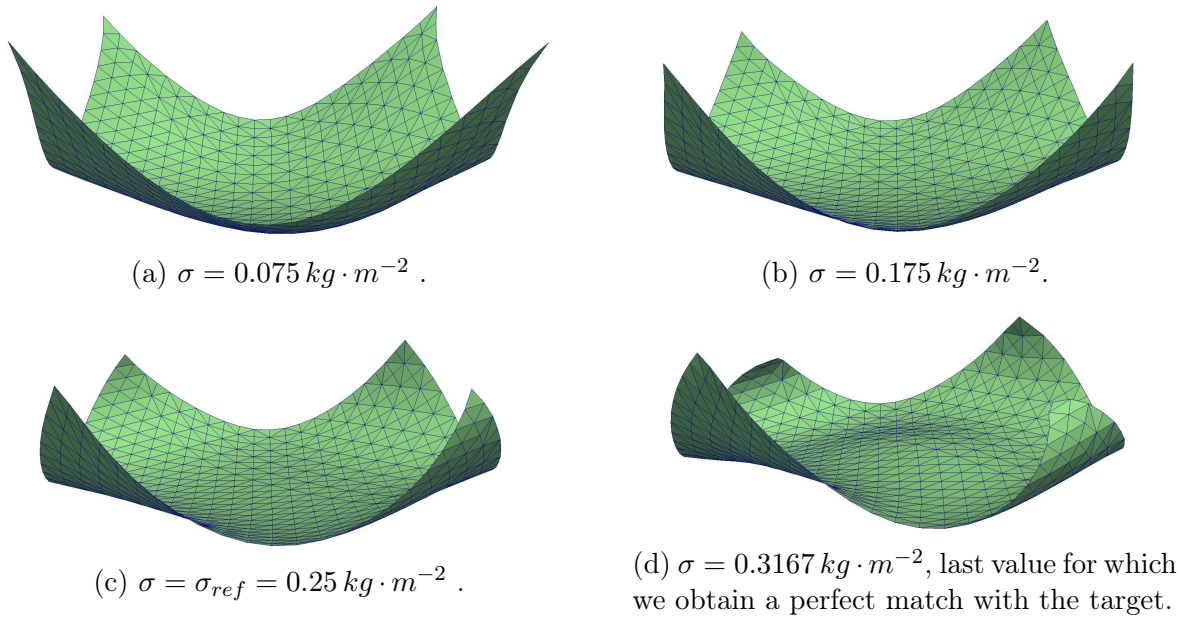 (a) σ = 0.075 kg · m⁻² .
(b) σ = 0.175 kg · m⁻².
(c) σ = σ_ref = 0.25 kg · m⁻² .
(d) σ = 0.3167 kg · m⁻², last value for which
we obtain a perfect match with the target.